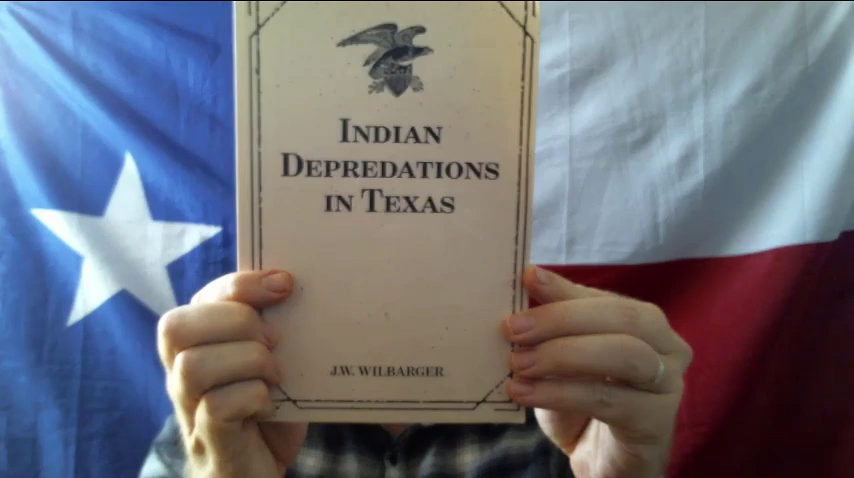 INDIAN
DEPREDATIONS
IN TEXAS
J.W. WILBARGER